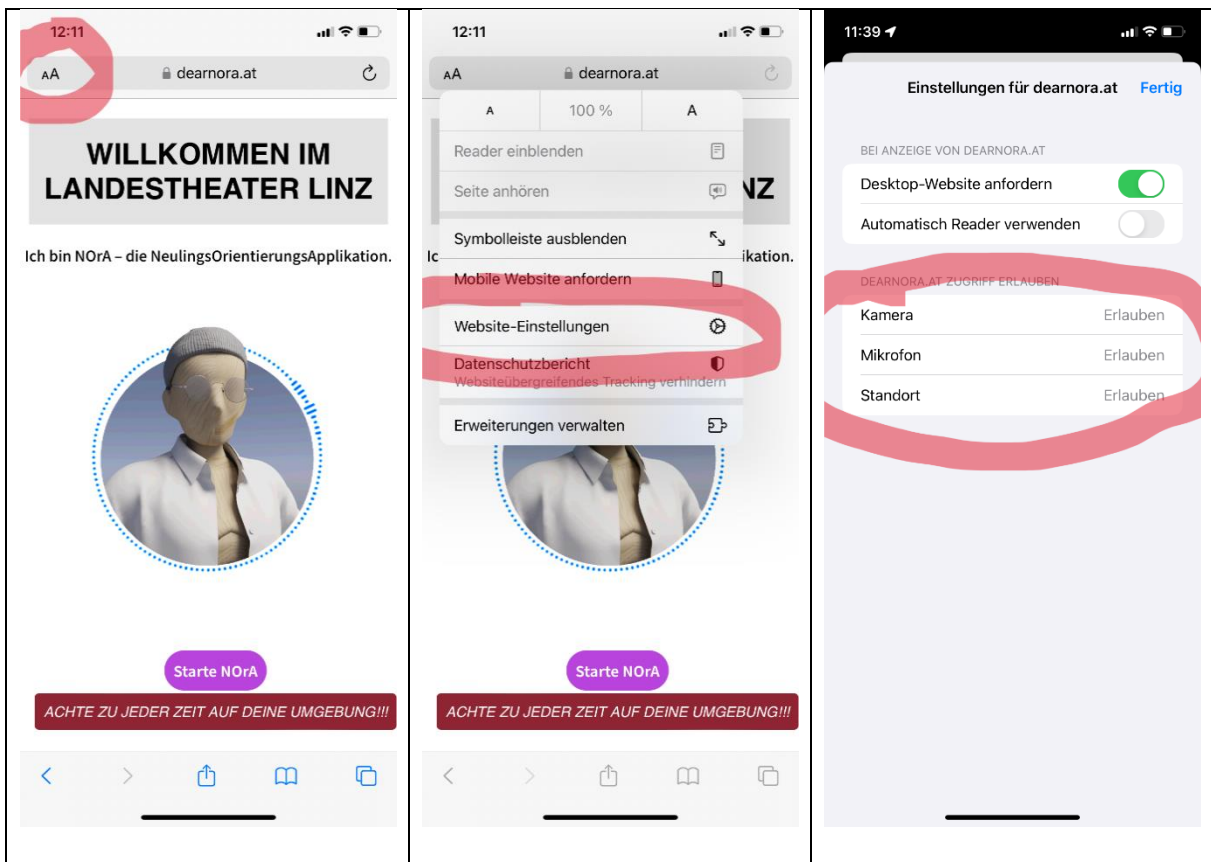 12:11
AA dearnora.at
WILLKOMMEN IM
LANDESTHEATER LINZ
Ich bin NOrA – die NeulingsOrientierungsApplikation.
Starte NOrA
ACHTE ZU JEDER ZEIT AUF DEINE UMGEBUNG!!!
12:11
AA dearnora.at
A 100 % A
Reader einblenden
Seite anhören
NZ
Symbolleiste ausblenden
Ic
ikation.
Mobile Website anfordern
Website-Einstellungen
Datenschutzbericht
Websiteübergreifendes Tracking verhindern
Erweiterungen verwalten
Starte NOrA
ACHTE ZU JEDER ZEIT AUF DEINE UMGEBUNG!!!
11:39
Einstellungen für dearnora.at Fertig
BEI ANZEIGE VON DEARNORA.AT
Desktop-Website anfordern
Automatisch Reader verwenden
DEARNORA.AT ZUGRIFF ERLAUBEN
Kamera Erlauben
Mikrofon Erlauben
Standort Erlauben